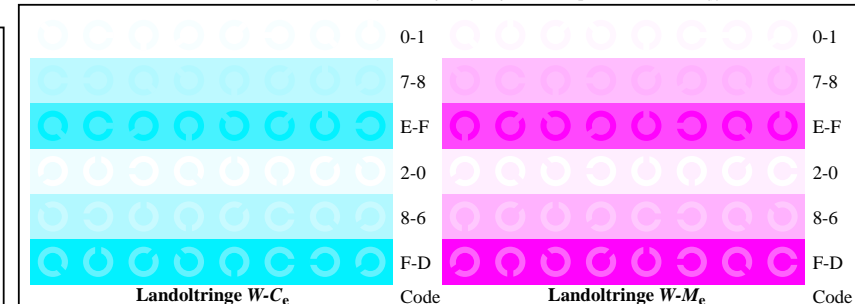 0-1 0-1
7-8 7-8
E-F E-F
2-0 2-0
8-6 8-6
F-D F-D
Landoltringe W-Ce Code Landoltringe W-Me Code